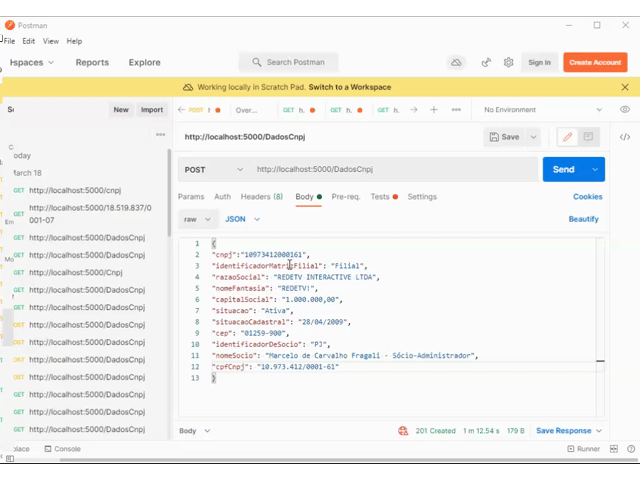 Postman
File Edit View Help
kspaces Reports Explore Search Postman Sign In Create Account
Working locally in Scratch Pad. Switch to a Workspace
New Import POST Over... GET h. GET h. GET h. No Environment
http://localhost:5000/DadosCnpj Save
oday
March 18
POST http://localhost:5000/DadosCnpj Send
GET http://localhost:5000/cnpj
Params Auth Headers (8) Body Pre-req. Tests Settings Cookies
http://localhost:5000/18.519.837/0
GET
001-07
raw JSON Beautify
GET http://localhost:5000/DadosCnpj
GET http://localhost:5000/DadosCnpj
GET http://localhost:5000/Cnpj
GET http://localhost:5000/DadosCnpj
OST http://localhost:5000/DadosCnpj
OST http://localhost:5000/DadosCnpj
OST http://localhost:5000/DadosCnpj
OST http://localhost:5000/DadosCnpj
GET http://localhost:5000/DadosCnpj
GET http://localhost:5000/DadosCnpj
GET http://localhost:5000/DadosCnpj
1 {
2 "cnpj":"10973412000161",
3 "identificadorMatrizFilial": "Filial",
4 "razaoSocial": "REDETV INTERACTIVE LTDA",
5 "nomeFantasia": "REDETV!",
6 "capitalSocial": "1.000.000,00",
7 "situacao": "Ativa",
8 "situacaoCadastral": "28/04/2009",
9 "cep": "01259-900",
10 "identificadorDeSocio": "PJ",
11 "nomeSocio": "Marcelo de Carvalho Fragali - Sócio-Administrador",
12 "cpfCnpj": "10.973.412/0001-61"
13 }
Body 201 Created 1 m 12.54 s 179 B Save Response
place Console Runner